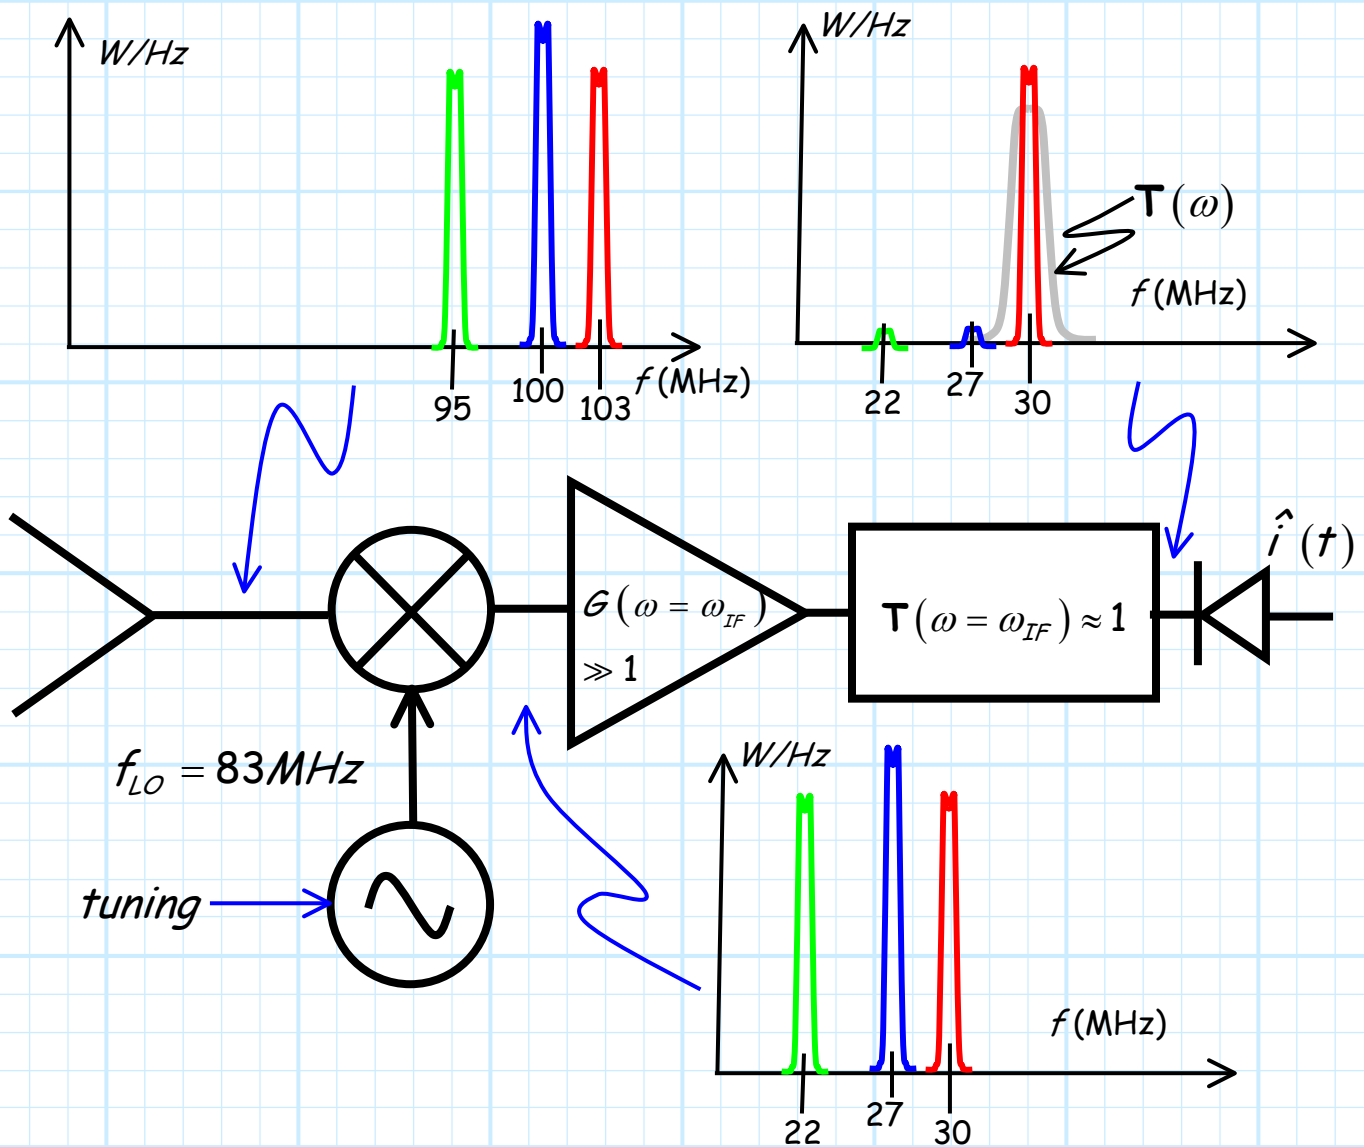 W/Hz
95
100
103
f (MHz)
W/Hz
T(ω)
f (MHz)
22
27
30
G(ω = ω_IF)
≫ 1
T(ω = ω_IF) ≈ 1
î (t)
f_LO = 83MHz
tuning
W/Hz
f (MHz)
22
27
30